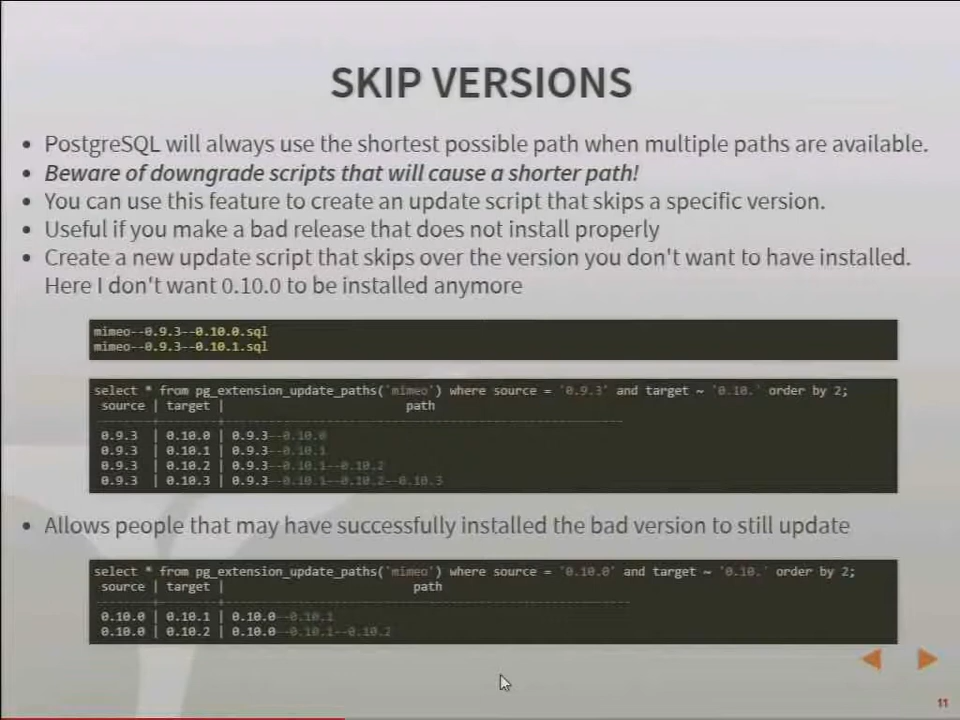 SKIP VERSIONS
• PostgreSQL will always use the shortest possible path when multiple paths are available.
• Beware of downgrade scripts that will cause a shorter path!
• You can use this feature to create an update script that skips a specific version.
• Useful if you make a bad release that does not install properly
• Create a new update script that skips over the version you don't want to have installed.
Here I don't want 0.10.0 to be installed anymore
mimeo--0.9.3--0.10.0.sql
mimeo--0.9.3--0.10.1.sql
select * from pg_extension_update_paths('mimeo') where source = '0.9.3' and target ~ '0.10.' order by 2;
source | target | path
0.9.3 | 0.10.0 | 0.9.3--0.10.0
0.9.3 | 0.10.1 | 0.9.3--0.10.1
0.9.3 | 0.10.2 | 0.9.3--0.10.1--0.10.2
0.9.3 | 0.10.3 | 0.9.3--0.10.1--0.10.2--0.10.3
• Allows people that may have successfully installed the bad version to still update
select * from pg_extension_update_paths('mimeo') where source = '0.10.0' and target ~ '0.10.' order by 2;
source | target | path
0.10.0 | 0.10.1 | 0.10.0--0.10.1
0.10.0 | 0.10.2 | 0.10.0--0.10.1--0.10.2
11